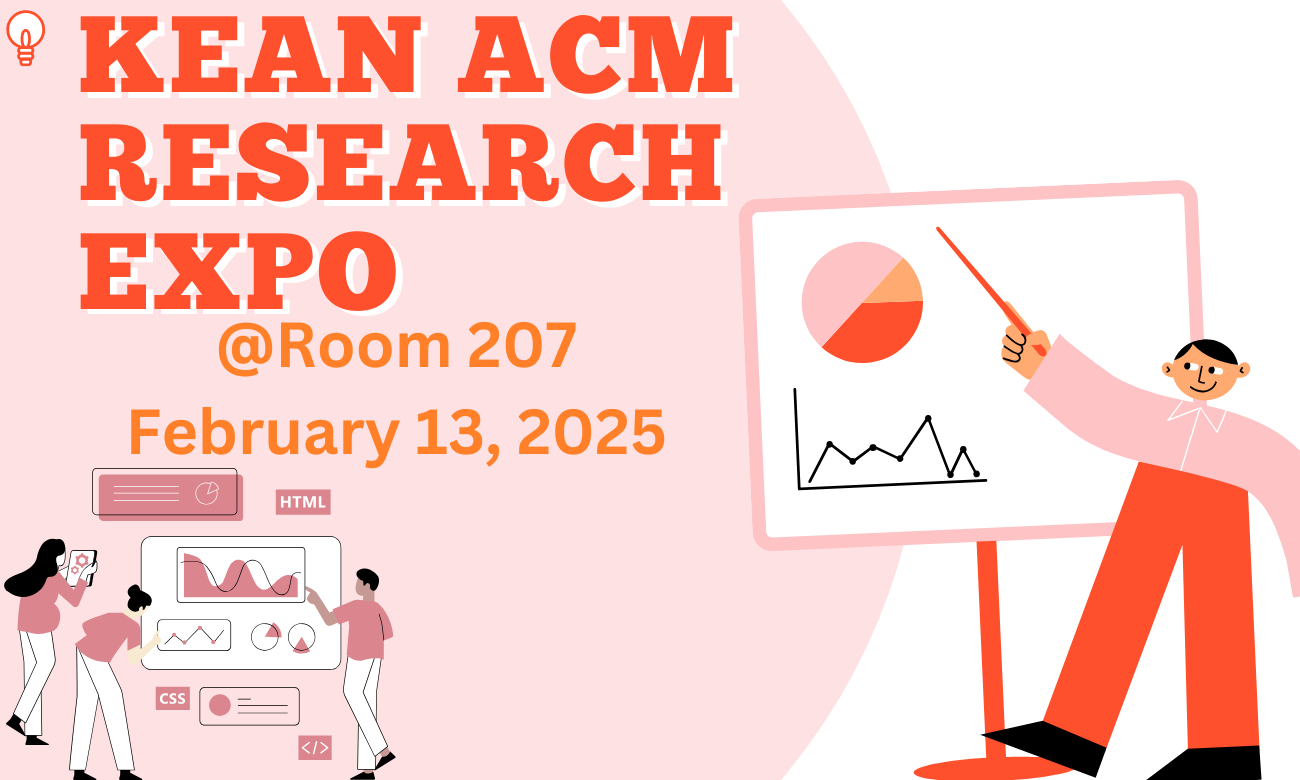 KEAN ACM
RESEARCH
EXPO
@Room 207
February 13, 2025
HTML
CSS
</>